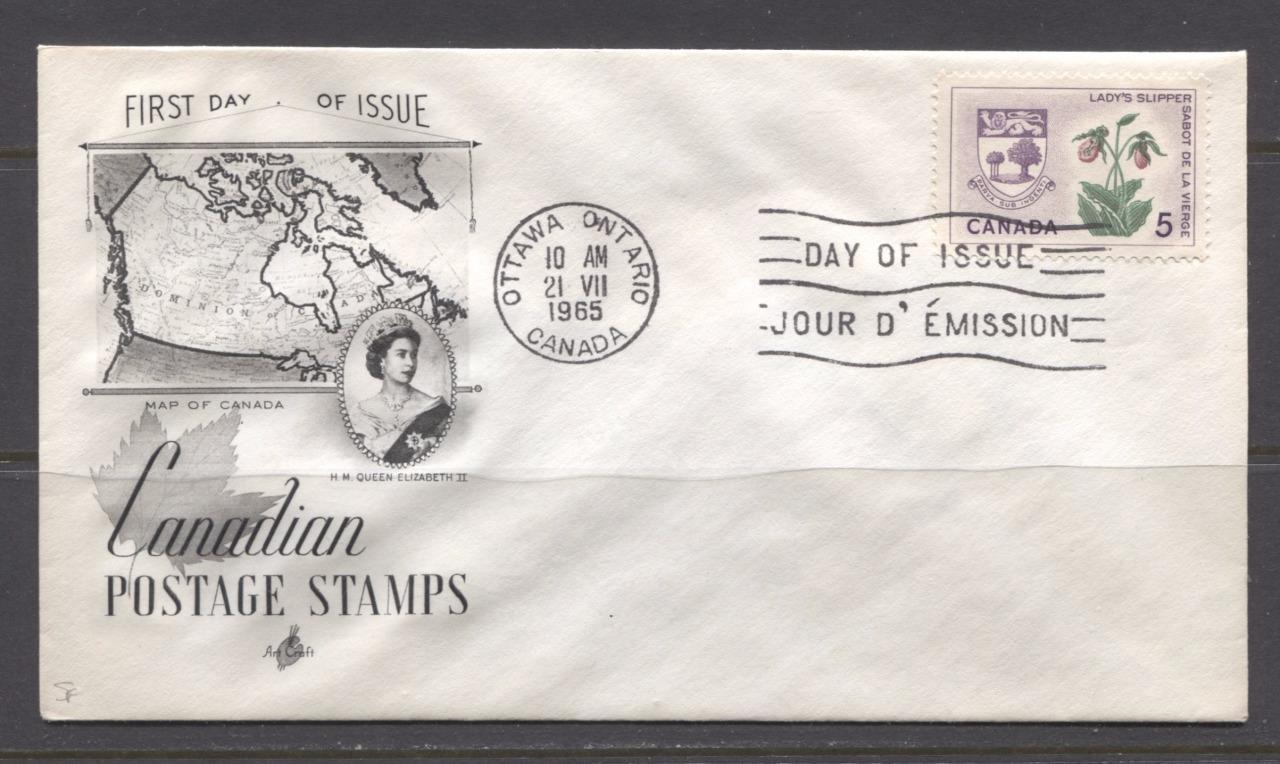 FIRST DAY OF ISSUE
DOMINION OF CANADA
MAP OF CANADA
H. M. QUEEN ELIZABETH II
Canadian
POSTAGE STAMPS
Art Craft
SF
OTTAWA ONTARIO
10 AM
21 VII
1965
CANADA
LADY'S SLIPPER
SABOT DE LA VIERGE
PARVA SUB INGENTI
CANADA 5
DAY OF ISSUE
JOUR D' ÉMISSION